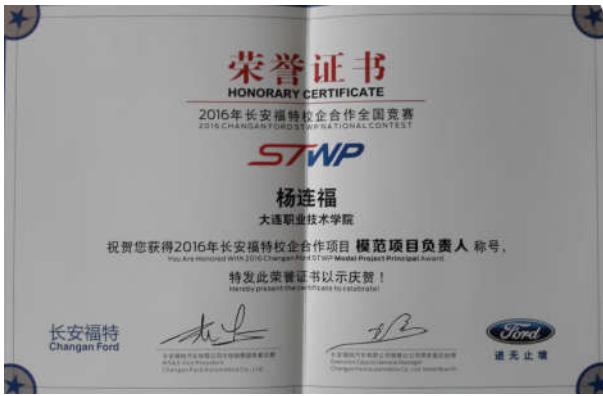 荣誉证书
HONORARY CERTIFICATE
2016年长安福特校企合作全国竞赛
2016 CHANGAN FORD STWP NATIONAL CONTEST
STWP
杨连福
大连职业技术学院
祝贺您获得2016年长安福特校企合作项目 模范项目负责人 称号，
You Are Honored With 2016 Changan Ford STWP Model Project Principal Award.
特发此荣誉证书以示庆贺！
Hereby present the certificate to celebrate!
长安福特
Changan Ford
Ford
进无止境